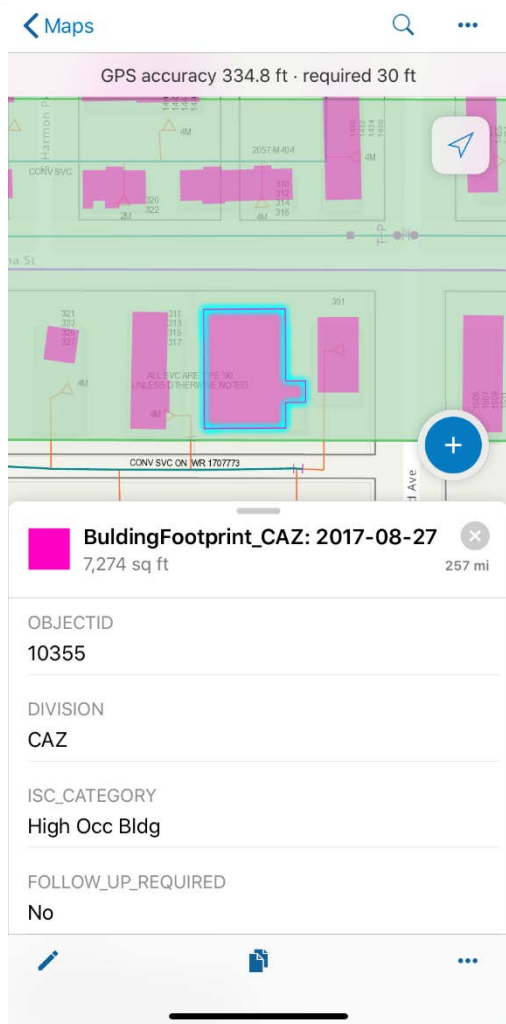 Maps
GPS accuracy 334.8 ft · required 30 ft
Harmon Pl
4M
2057-M404
4M
CONV SVC
320
322
2M
310
312
314
316
4M
T-P
na St
321
323
325
327
311
313
315
317
301
4M
ALL SVC ARE
UNLESS OTHERWISE NOTED.
4M
CONV SVC ON WR 1707773
d Ave
BuldingFootprint_CAZ: 2017-08-27
7,274 sq ft
257 mi
OBJECTID
10355
DIVISION
CAZ
ISC_CATEGORY
High Occ Bldg
FOLLOW_UP_REQUIRED
No